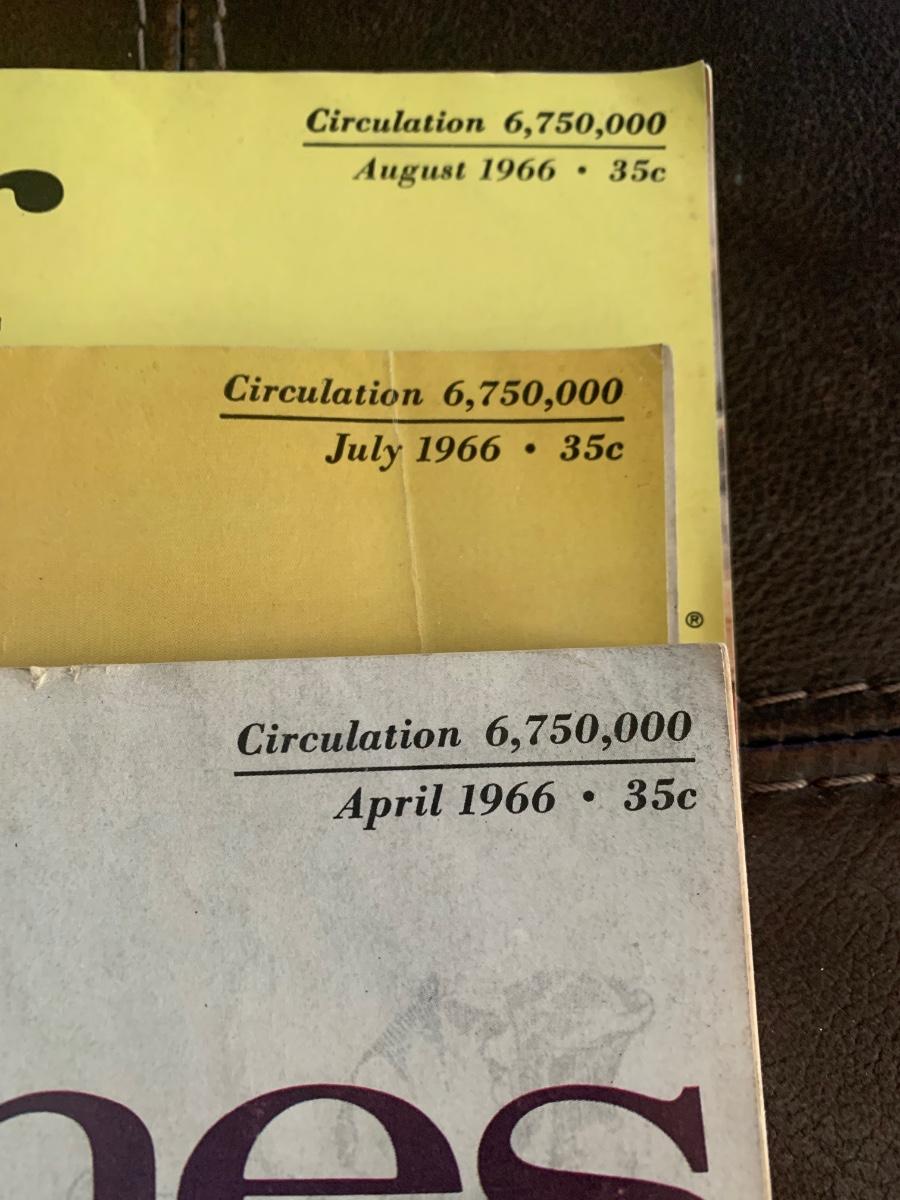 Circulation 6,750,000
August 1966 • 35c
r
Circulation 6,750,000
July 1966 • 35c
®
Circulation 6,750,000
April 1966 • 35c
nes